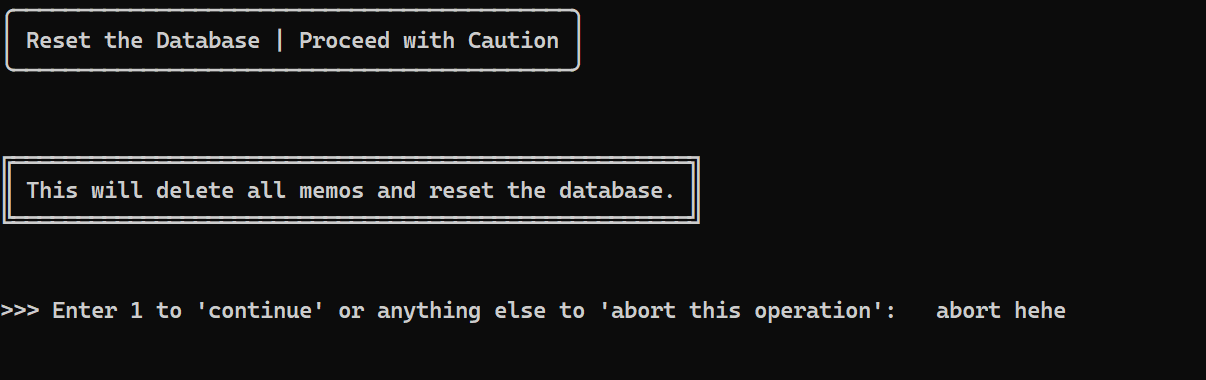 Reset the Database | Proceed with Caution
This will delete all memos and reset the database.
>>> Enter 1 to 'continue' or anything else to 'abort this operation':   abort hehe